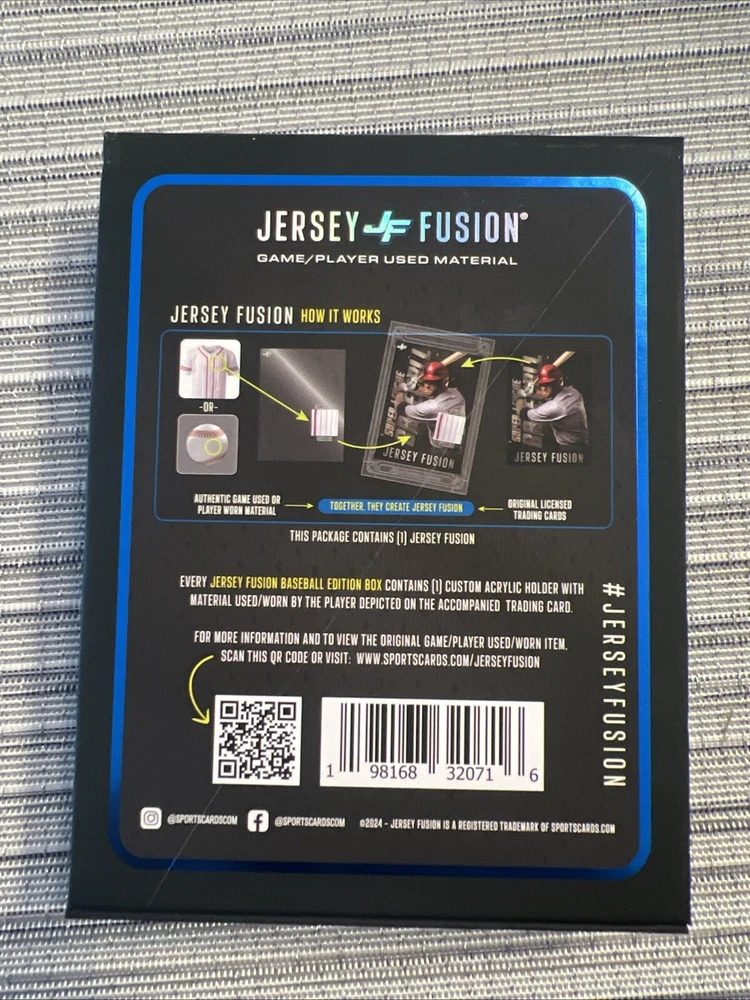 JERSEY JF FUSION®
GAME/PLAYER USED MATERIAL
JERSEY FUSION HOW IT WORKS
-OR-
JERSEY FUSION
JERSEY FUSION
AUTHENTIC GAME USED OR
PLAYER WORN MATERIAL
TOGETHER, THEY CREATE JERSEY FUSION
ORIGINAL LICENSED
TRADING CARDS
THIS PACKAGE CONTAINS (1) JERSEY FUSION
EVERY JERSEY FUSION BASEBALL EDITION BOX CONTAINS (1) CUSTOM ACRYLIC HOLDER WITH
MATERIAL USED/WORN BY THE PLAYER DEPICTED ON THE ACCOMPANIED TRADING CARD.
FOR MORE INFORMATION AND TO VIEW THE ORIGINAL GAME/PLAYER USED/WORN ITEM,
SCAN THIS QR CODE OR VISIT: WWW.SPORTSCARDS.COM/JERSEYFUSION
#JERSEYFUSION
1 98168 32071 6
@SPORTSCARDSCOM @SPORTSCARDSCOM ©2024 - JERSEY FUSION IS A REGISTERED TRADEMARK OF SPORTSCARDS.COM